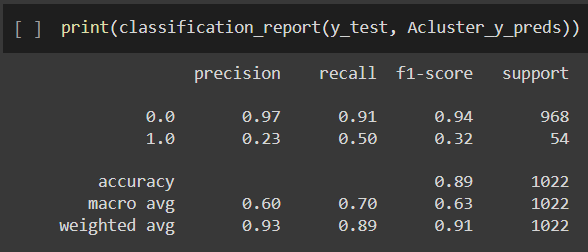 [ ] print(classification_report(y_test, Acluster_y_preds))
precision recall f1-score support
0.0 0.97 0.91 0.94 968
1.0 0.23 0.50 0.32 54
accuracy 0.89 1022
macro avg 0.60 0.70 0.63 1022
weighted avg 0.93 0.89 0.91 1022